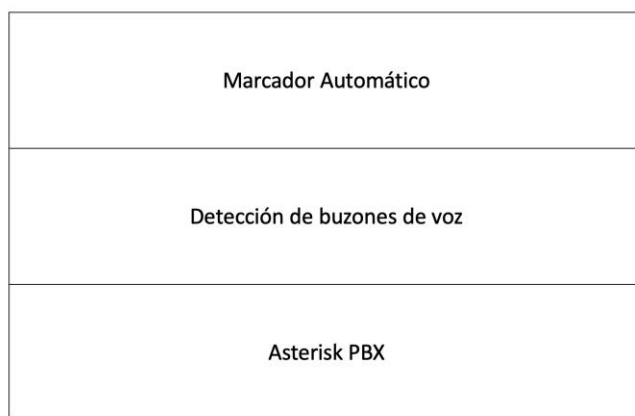 Marcador Automático
Detección de buzones de voz
Asterisk PBX